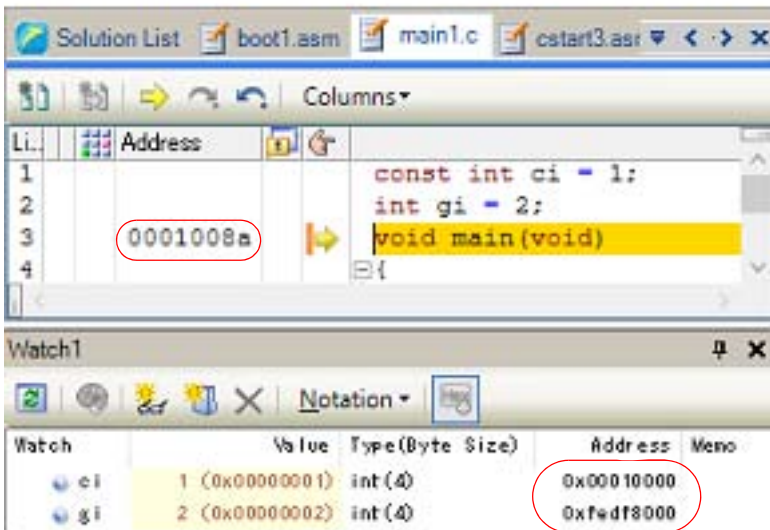 Solution List boot1.asm main1.c cstart3.asm
Columns
Li.. Address
1 const int ci = 1;
2 int gi = 2;
3 0001008a void main(void)
4 {
Watch1
Notation Hex
Watch Value Type(Byte Size) Address Memo
ci 1 (0x00000001) int(4) 0x00010000
gi 2 (0x00000002) int(4) 0xfedf8000